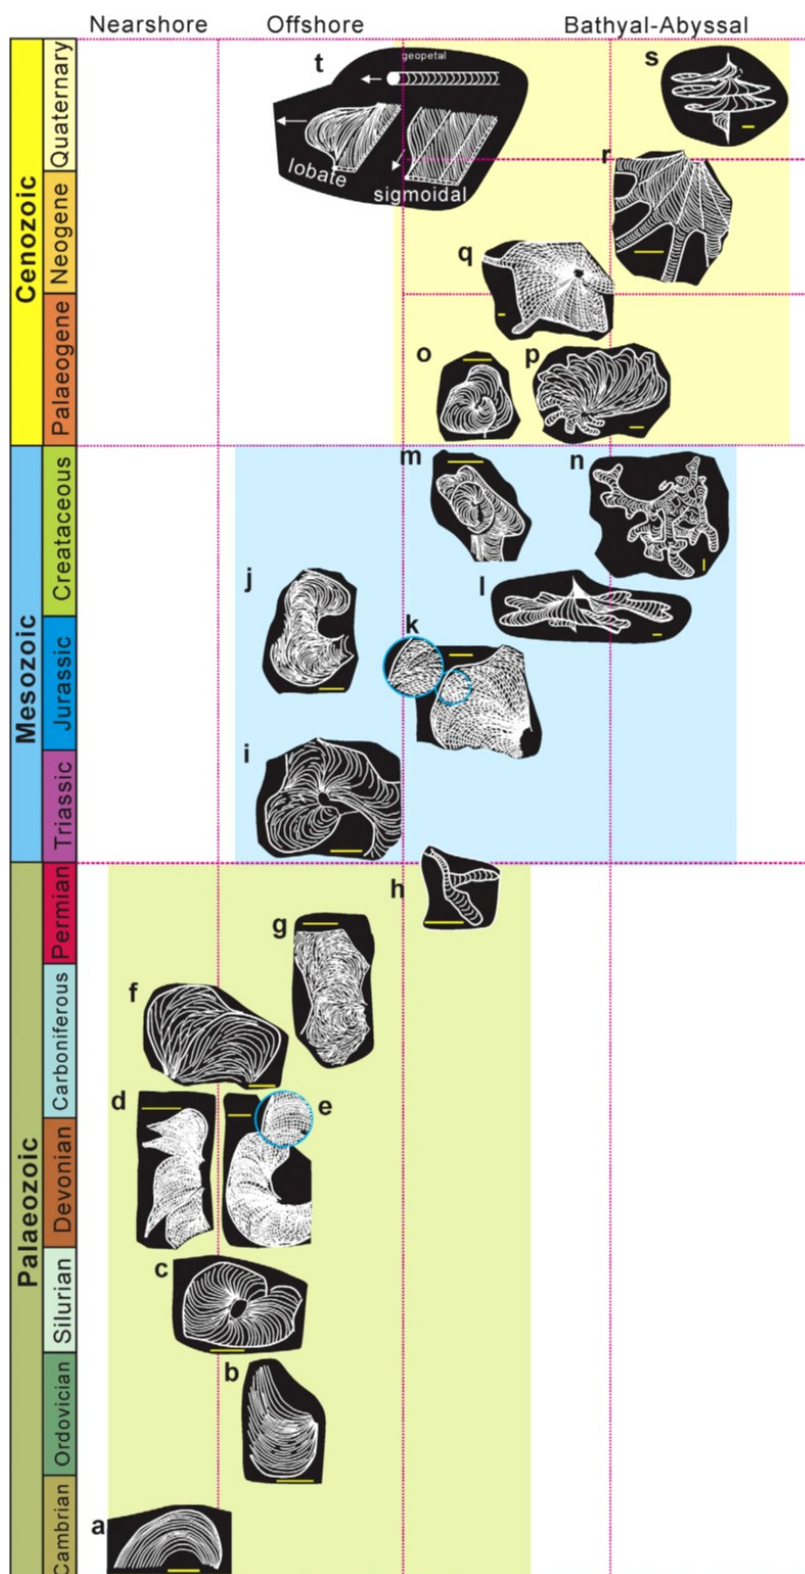 Nearshore Offshore Bathyal-Abyssal
Cenozoic
Mesozoic
Palaeozoic
Quaternary
Neogene
Palaeogene
Creataceous
Jurassic
Triassic
Permian
Carboniferous
Devonian
Silurian
Ordovician
Cambrian
t
geopetal
lobate
sigmoidal
s
r
q
o
p
m
n
l
j
k
i
h
g
f
d
e
c
b
a